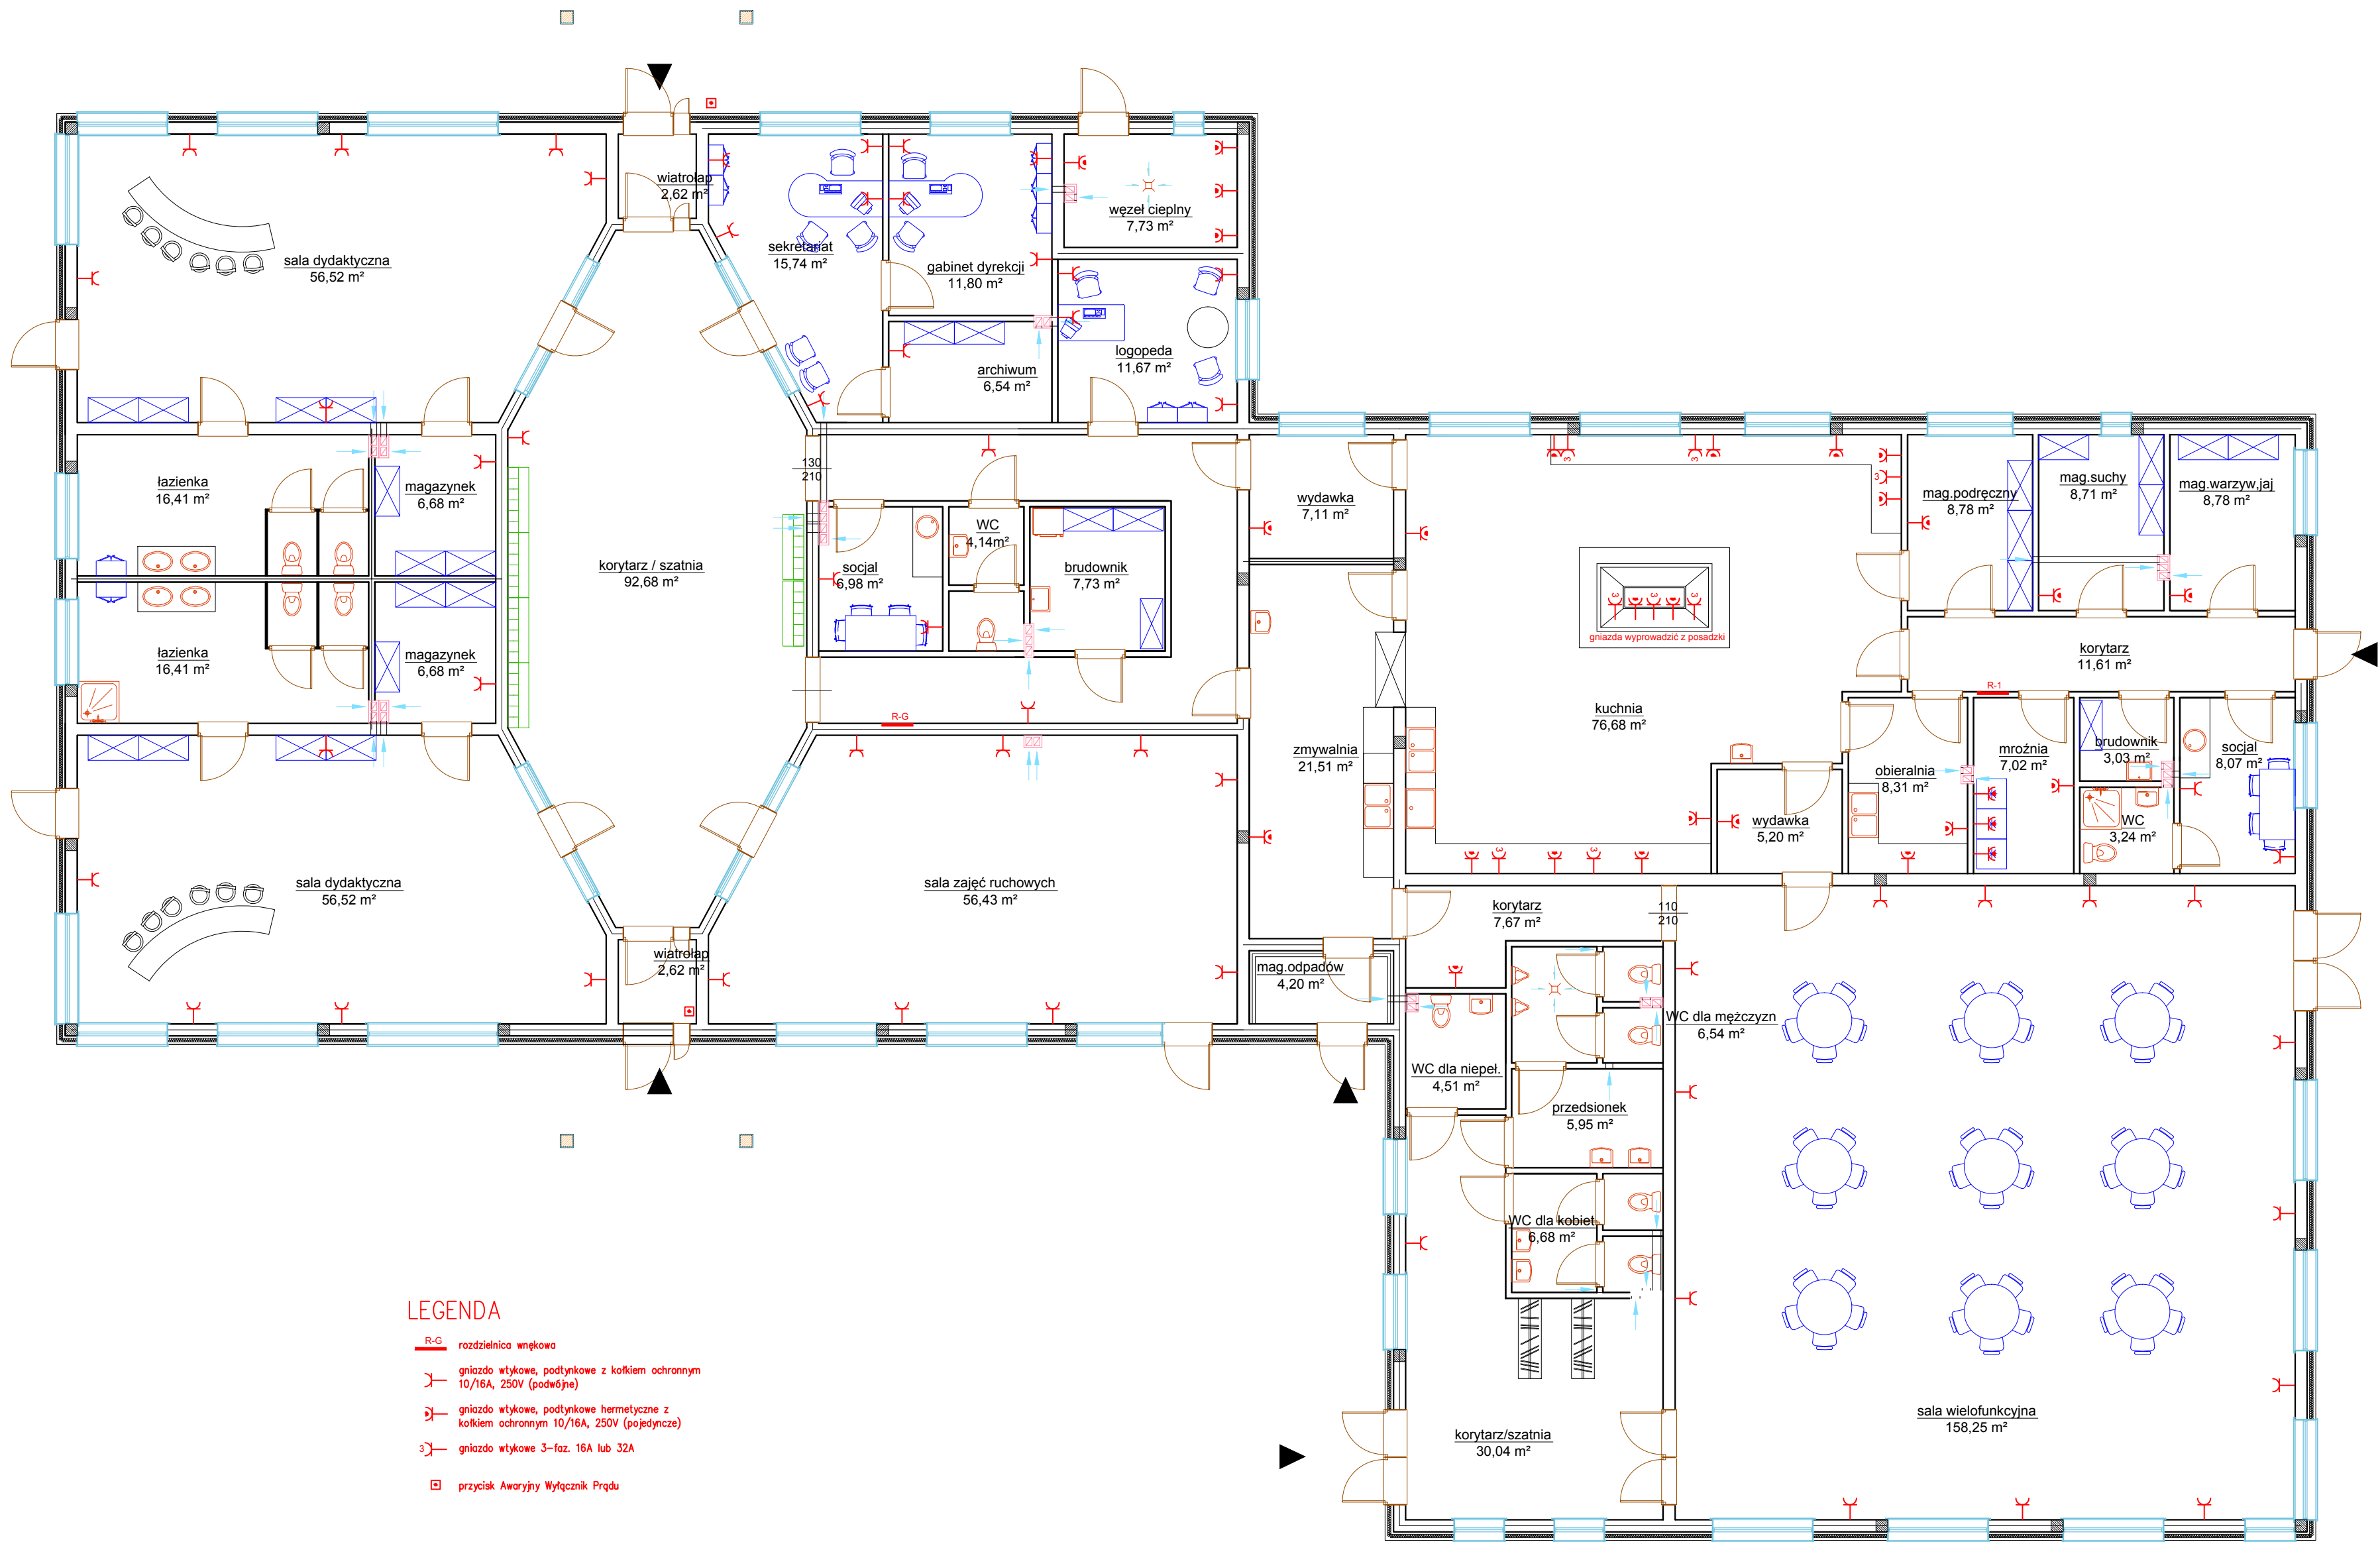 wiatrołap
2,62 m²
węzeł cieplny
7,73 m²
sala dydaktyczna
56,52 m²
sekretariat
15,74 m²
gabinet dyrekcji
11,80 m²
logopeda
11,67 m²
archiwum
6,54 m²
130
210
łazienka
16,41 m²
magazynek
6,68 m²
wydawka
7,11 m²
3
3
3
mag.podręczny
8,78 m²
mag.suchy
8,71 m²
mag.warzyw,jaj
8,78 m²
WC
4,14m²
korytarz / szatnia
92,68 m²
socjal
6,98 m²
brudownik
7,73 m²
3
3
3
gniazda wyprowadzić z posadzki
łazienka
16,41 m²
magazynek
6,68 m²
korytarz
11,61 m²
R-1
R-G
kuchnia
76,68 m²
zmywalnia
21,51 m²
obieralnia
8,31 m²
mroźnia
7,02 m²
brudownik
3,03 m²
socjal
8,07 m²
wydawka
5,20 m²
WC
3,24 m²
3
3
sala dydaktyczna
56,52 m²
sala zajęć ruchowych
56,43 m²
korytarz
7,67 m²
110
210
wiatrołap
2,62 m²
mag.odpadów
4,20 m²
WC dla mężczyzn
6,54 m²
WC dla niepeł.
4,51 m²
przedsionek
5,95 m²
WC dla kobiet
6,68 m²
sala wielofunkcyjna
158,25 m²
korytarz/szatnia
30,04 m²
LEGENDA
R-G
rozdzielnica wnękowa
gniazdo wtykowe, podtynkowe z kołkiem ochronnym
10/16A, 250V (podwójne)
gniazdo wtykowe, podtynkowe hermetyczne z
kołkiem ochronnym 10/16A, 250V (pojedyncze)
3
gniazdo wtykowe 3-faz. 16A lub 32A
przycisk Awaryjny Wyłącznik Prądu